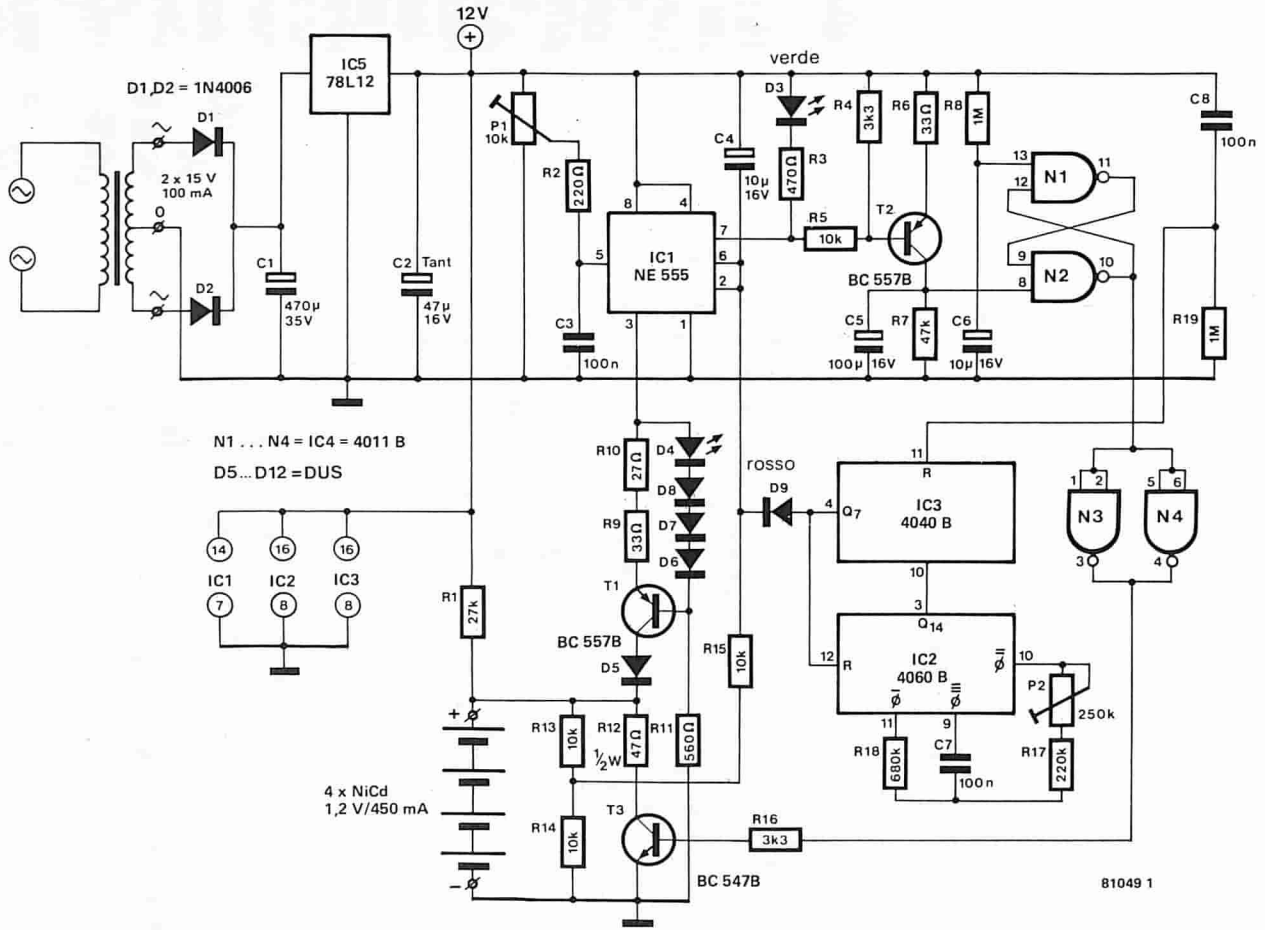 12V
+
IC5
78L12
verde
D1,D2 = 1N4006
D1
2 x 15 V
100 mA
0
D2
C1
470µ
35V
C2 Tant
47µ
16V
P1
10k
R2
220Ω
C3
100n
8
4
5
IC1
NE 555
7
6
2
3
1
C4
10µ
16V
D3
R3
470Ω
R4
3k3
R5
10k
R6
33Ω
T2
BC 557B
R7
47k
C5
100µ
16V
R8
1M
C6
10µ
16V
13
12
N1
11
9
8
N2
10
C8
100n
R19
1M
N1 . . . N4 = IC4 = 4011 B
D5...D12 = DUS
14
16
16
IC1
IC2
IC3
7
8
8
R1
27k
R10
27Ω
R9
33Ω
D4
D8
D7
D6
T1
BC 557B
D5
R15
10k
rosso
D9
11
R
4
Q7
IC3
4040 B
10
3
Q14
12
R
IC2
4060 B
10
ϕII
ϕI
ϕIII
11
9
P2
250k
R18
680k
C7
100n
R17
220k
1
2
N3
3
5
6
N4
4
+
4 x NiCd
1,2 V/450 mA
−
R13
10k
R12
47Ω
½W
R11
560Ω
R14
10k
T3
BC 547B
R16
3k3
81049 1